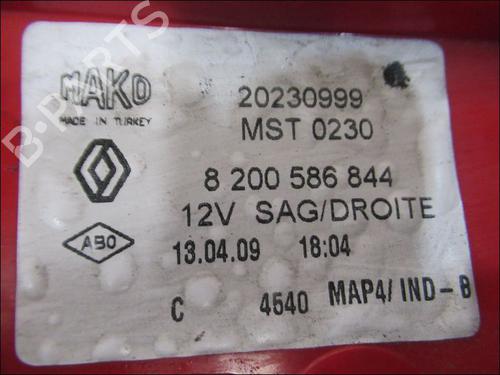 MAKO
MADE IN TURKEY
20230999
MST 0230
8 200 586 844
ABO
12V SAG/DROITE
13.04.09 18:04
C 4540 MAP4/ IND-B
B-PARTS